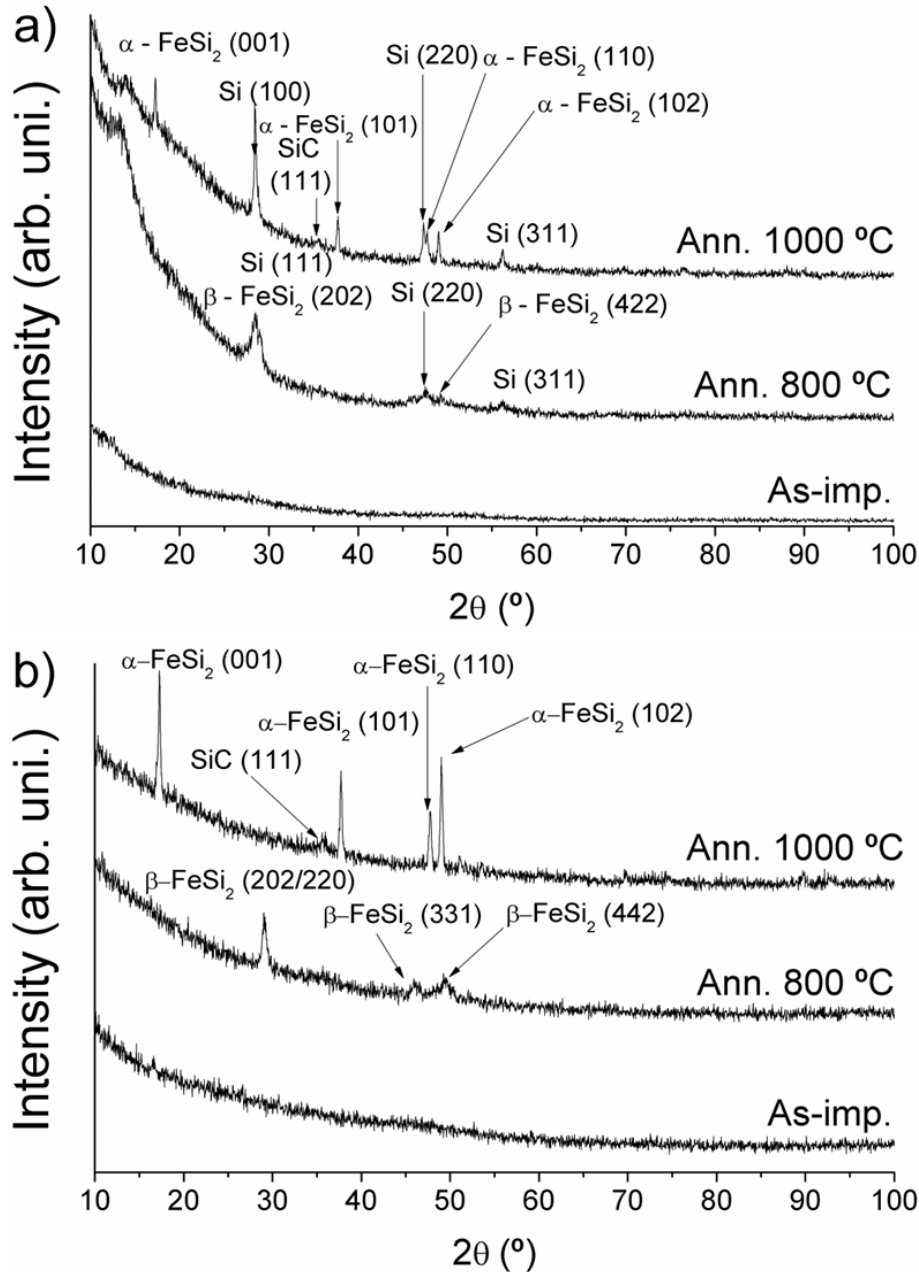 a)
α - FeSi2 (001)
Si (100)
α - FeSi2 (101)
SiC
(111)
Si (220)
α - FeSi2 (110)
α - FeSi2 (102)
Si (311)
Ann. 1000 ºC
Si (111)
β - FeSi2 (202)
Si (220)
β - FeSi2 (422)
Si (311)
Ann. 800 ºC
As-imp.
Intensity (arb. uni.)
10 20 30 40 50 60 70 80 90 100
2θ (º)
b)
α–FeSi2 (001)
α–FeSi2 (110)
α–FeSi2 (101)
α–FeSi2 (102)
SiC (111)
Ann. 1000 ºC
β–FeSi2 (202/220)
β–FeSi2 (331)
β–FeSi2 (442)
Ann. 800 ºC
As-imp.
Intensity (arb. uni.)
10 20 30 40 50 60 70 80 90 100
2θ (º)